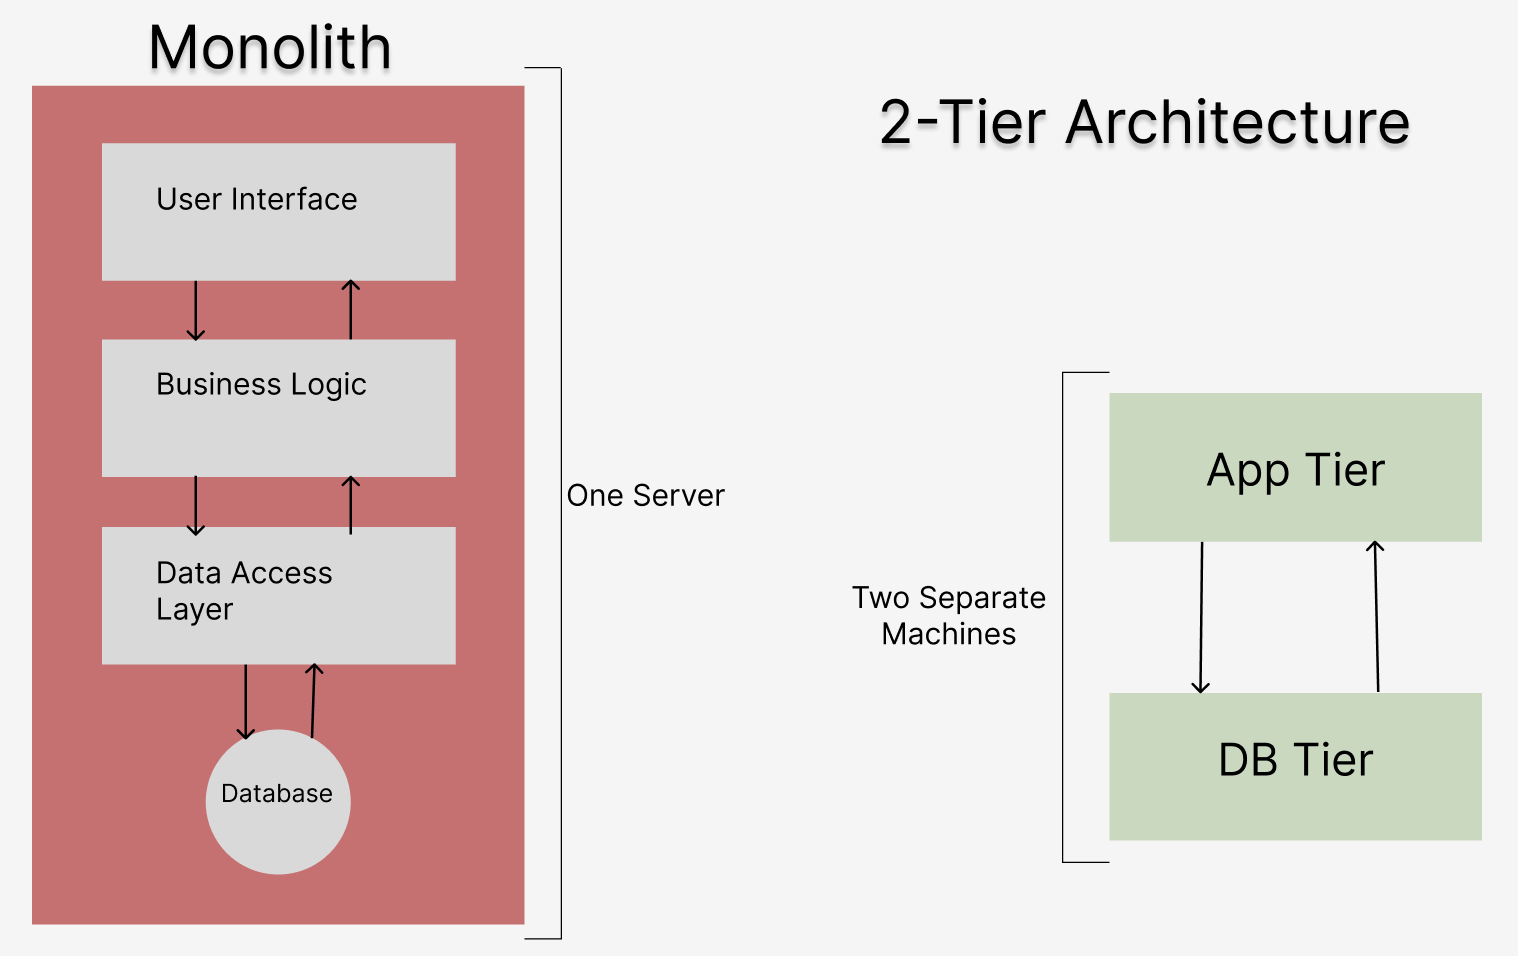 Monolith
User Interface
Business Logic
Data Access
Layer
Database
One Server
2-Tier Architecture
App Tier
Two Separate
Machines
DB Tier